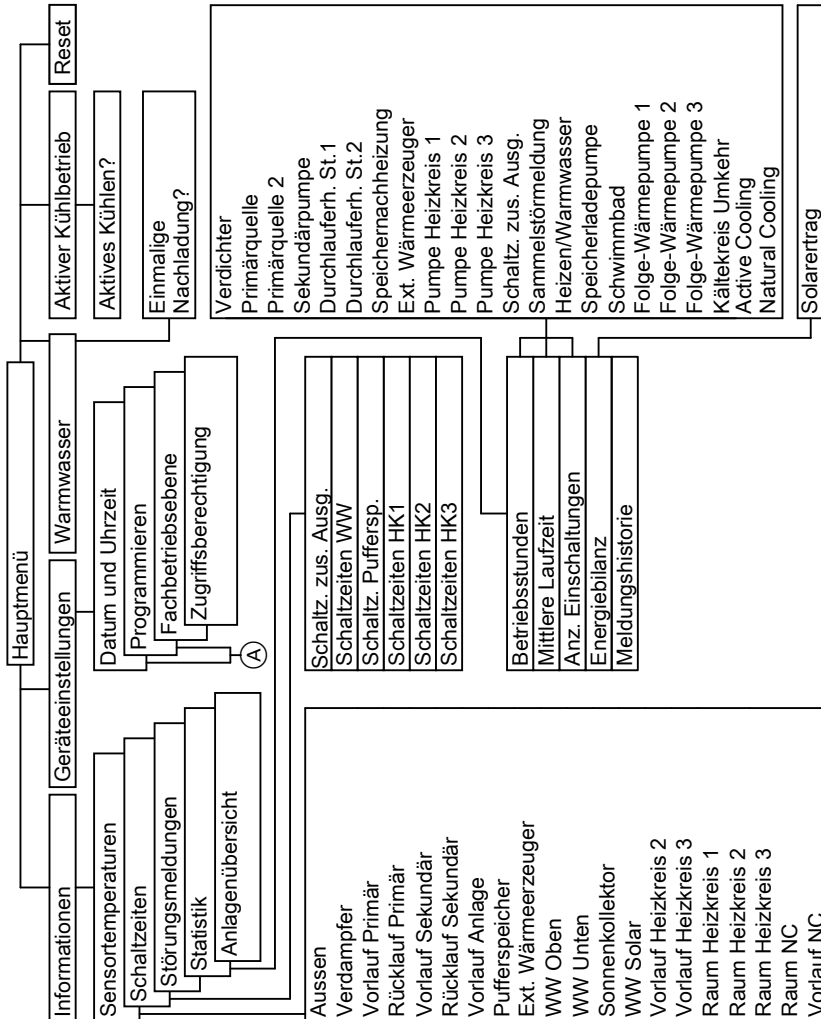 Hauptmenü
Informationen
Geräteeinstellungen
Warmwasser
Aktiver Kühlbetrieb
Reset
Sensortemperaturen
Schaltzeiten
Störungsmeldungen
Statistik
Anlagenübersicht
Datum und Uhrzeit
Programmieren
Fachbetriebsebene
Zugriffsberechtigung
A
Einmalige
Nachladung?
Aktives Kühlen?
Aussen
Verdampfer
Vorlauf Primär
Rücklauf Primär
Vorlauf Sekundär
Rücklauf Sekundär
Vorlauf Anlage
Pufferspeicher
Ext. Wärmeerzeuger
WW Oben
WW Unten
Sonnenkollektor
WW Solar
Vorlauf Heizkreis 2
Vorlauf Heizkreis 3
Raum Heizkreis 1
Raum Heizkreis 2
Raum Heizkreis 3
Raum NC
Vorlauf NC
Schaltz. zus. Ausg.
Schaltzeiten WW
Schaltz. Puffersp.
Schaltzeiten HK1
Schaltzeiten HK2
Schaltzeiten HK3
Betriebsstunden
Mittlere Laufzeit
Anz. Einschaltungen
Energiebilanz
Meldungshistorie
Verdichter
Primärquelle
Primärquelle 2
Sekundärpumpe
Durchlauferh. St.1
Durchlauferh. St.2
Speichernachheizung
Ext. Wärmeerzeuger
Pumpe Heizkreis 1
Pumpe Heizkreis 2
Pumpe Heizkreis 3
Schaltz. zus. Ausg.
Sammelstörmeldung
Heizen/Warmwasser
Speicherladepumpe
Schwimmbad
Folge-Wärmepumpe 1
Folge-Wärmepumpe 2
Folge-Wärmepumpe 3
Kältekreis Umkehr
Active Cooling
Natural Cooling
Solarertrag